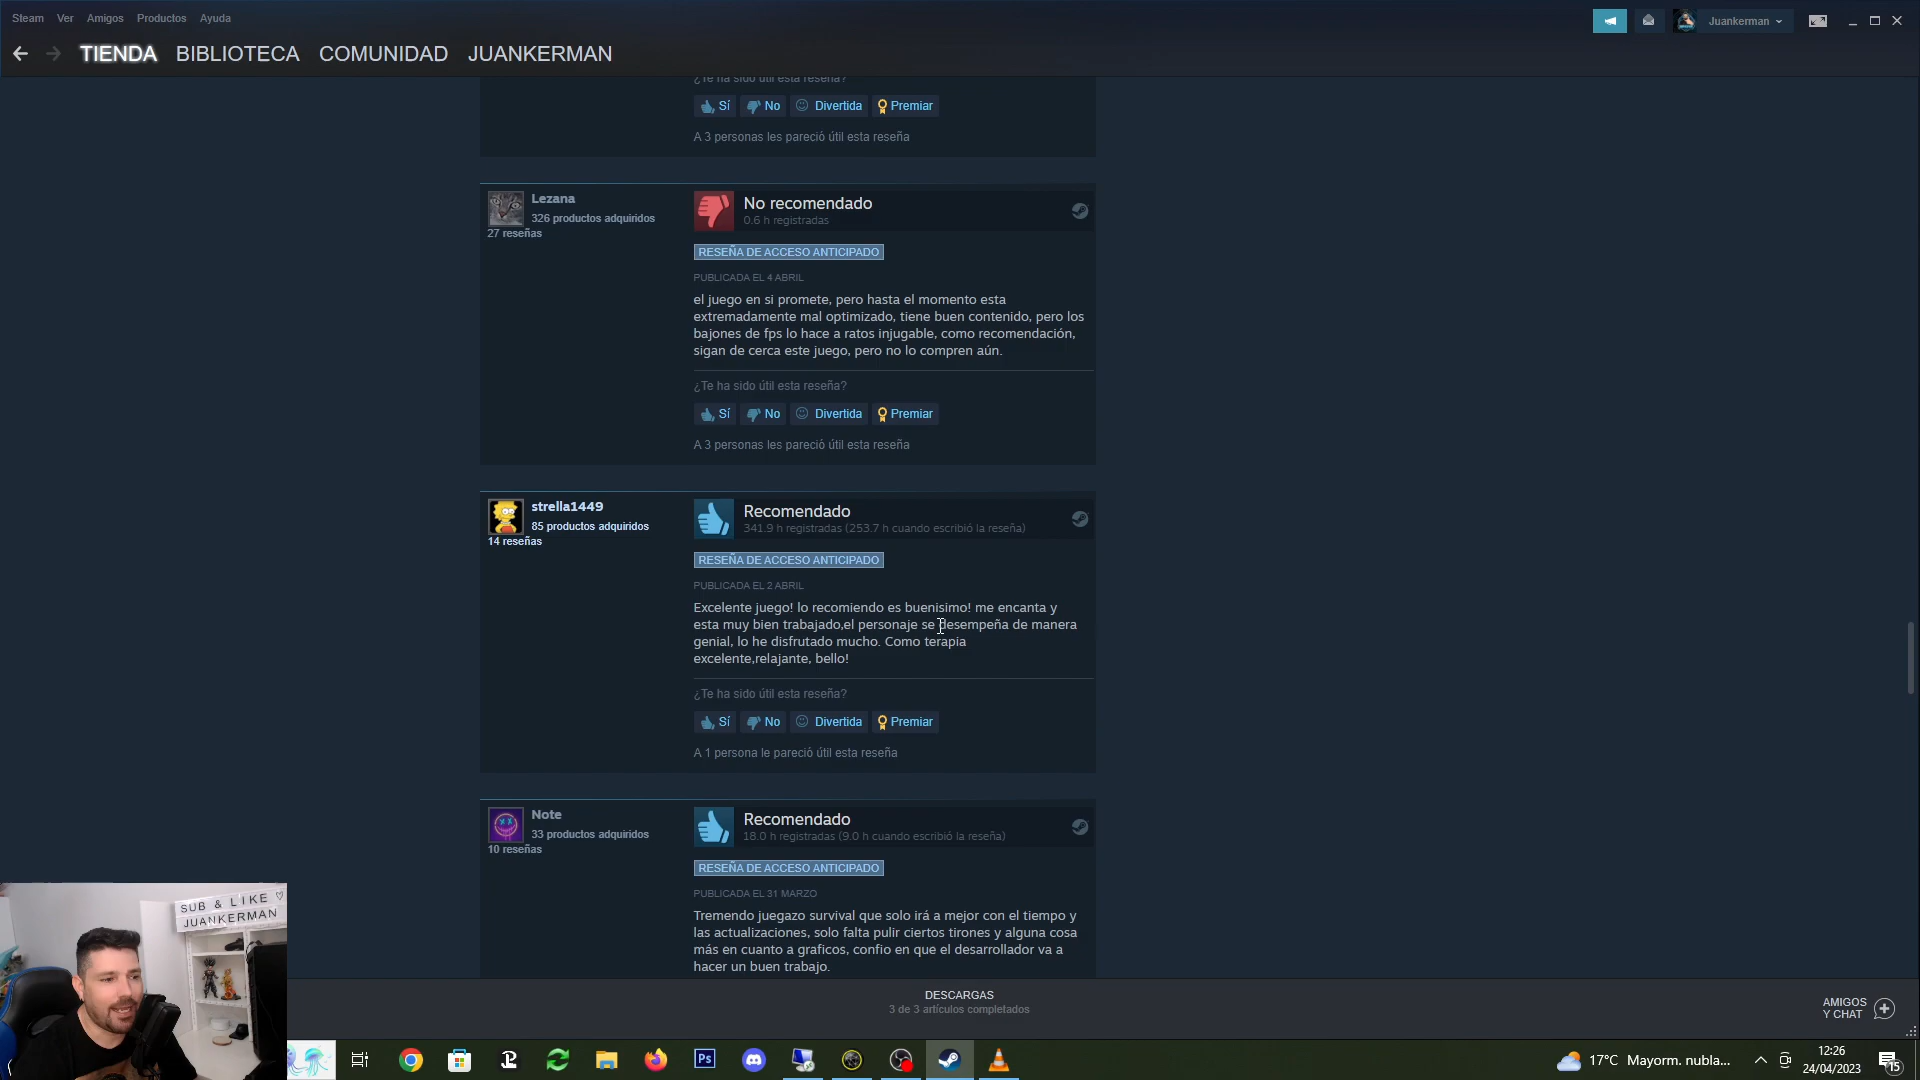 Steam Ver Amigos Productos Ayuda
Juankerman
TIENDA BIBLIOTECA COMUNIDAD JUANKERMAN
¿Te ha sido útil esta reseña?
Sí No Divertida Premiar
A 3 personas les pareció útil esta reseña
Lezana
326 productos adquiridos
27 reseñas
No recomendado
0.6 h registradas
RESEÑA DE ACCESO ANTICIPADO
PUBLICADA EL 4 ABRIL
el juego en si promete, pero hasta el momento esta
extremadamente mal optimizado, tiene buen contenido, pero los
bajones de fps lo hace a ratos injugable, como recomendación,
sigan de cerca este juego, pero no lo compren aún.
¿Te ha sido útil esta reseña?
Sí No Divertida Premiar
A 3 personas les pareció útil esta reseña
strella1449
85 productos adquiridos
14 reseñas
Recomendado
341.9 h registradas (253.7 h cuando escribió la reseña)
RESEÑA DE ACCESO ANTICIPADO
PUBLICADA EL 2 ABRIL
Excelente juego! lo recomiendo es buenisimo! me encanta y
esta muy bien trabajado,el personaje se desempeña de manera
genial, lo he disfrutado mucho. Como terapia
excelente,relajante, bello!
¿Te ha sido útil esta reseña?
Sí No Divertida Premiar
A 1 persona le pareció útil esta reseña
Note
33 productos adquiridos
10 reseñas
Recomendado
18.0 h registradas (9.0 h cuando escribió la reseña)
RESEÑA DE ACCESO ANTICIPADO
PUBLICADA EL 31 MARZO
Tremendo juegazo survival que solo irá a mejor con el tiempo y
las actualizaciones, solo falta pulir ciertos tirones y alguna cosa
más en cuanto a graficos, confio en que el desarrollador va a
hacer un buen trabajo.
SUB & LIKE
JUANKERMAN
DESCARGAS
3 de 3 artículos completados
AMIGOS
Y CHAT
Ps
17°C Mayorm. nubla...
12:26
24/04/2023
15